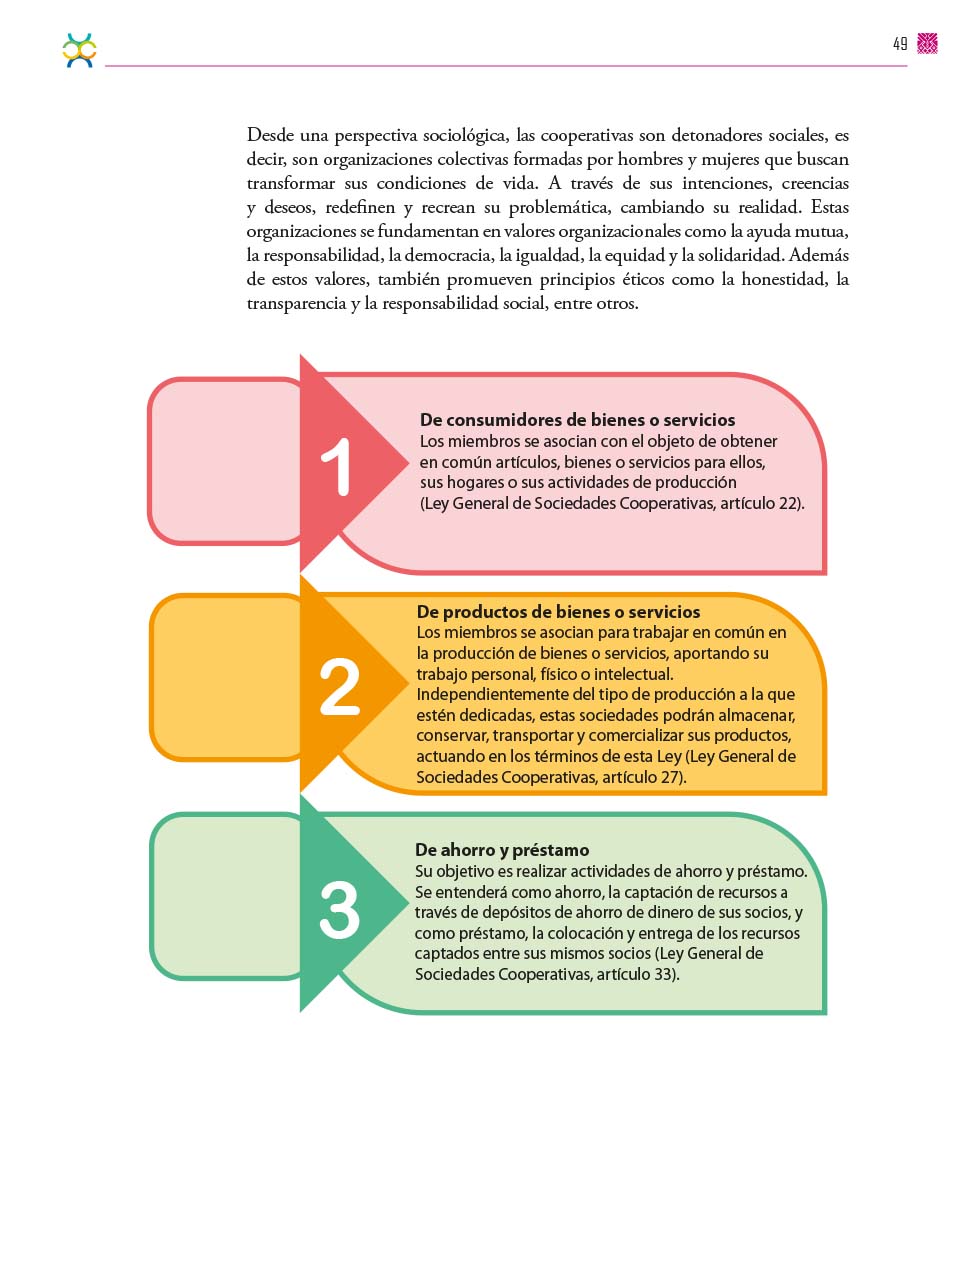 49
Desde una perspectiva sociológica, las cooperativas son detonadores sociales, es
decir, son organizaciones colectivas formadas por hombres y mujeres que buscan
transformar sus condiciones de vida. A través de sus intenciones, creencias
y deseos, redefinen y recrean su problemática, cambiando su realidad. Estas
organizaciones se fundamentan en valores organizacionales como la ayuda mutua,
la responsabilidad, la democracia, la igualdad, la equidad y la solidaridad. Además
de estos valores, también promueven principios éticos como la honestidad, la
transparencia y la responsabilidad social, entre otros.
1
De consumidores de bienes o servicios
Los miembros se asocian con el objeto de obtener
en común artículos, bienes o servicios para ellos,
sus hogares o sus actividades de producción
(Ley General de Sociedades Cooperativas, artículo 22).
2
De productos de bienes o servicios
Los miembros se asocian para trabajar en común en
la producción de bienes o servicios, aportando su
trabajo personal, físico o intelectual.
Independientemente del tipo de producción a la que
estén dedicadas, estas sociedades podrán almacenar,
conservar, transportar y comercializar sus productos,
actuando en los términos de esta Ley (Ley General de
Sociedades Cooperativas, artículo 27).
3
De ahorro y préstamo
Su objetivo es realizar actividades de ahorro y préstamo.
Se entenderá como ahorro, la captación de recursos a
través de depósitos de ahorro de dinero de sus socios, y
como préstamo, la colocación y entrega de los recursos
captados entre sus mismos socios (Ley General de
Sociedades Cooperativas, artículo 33).